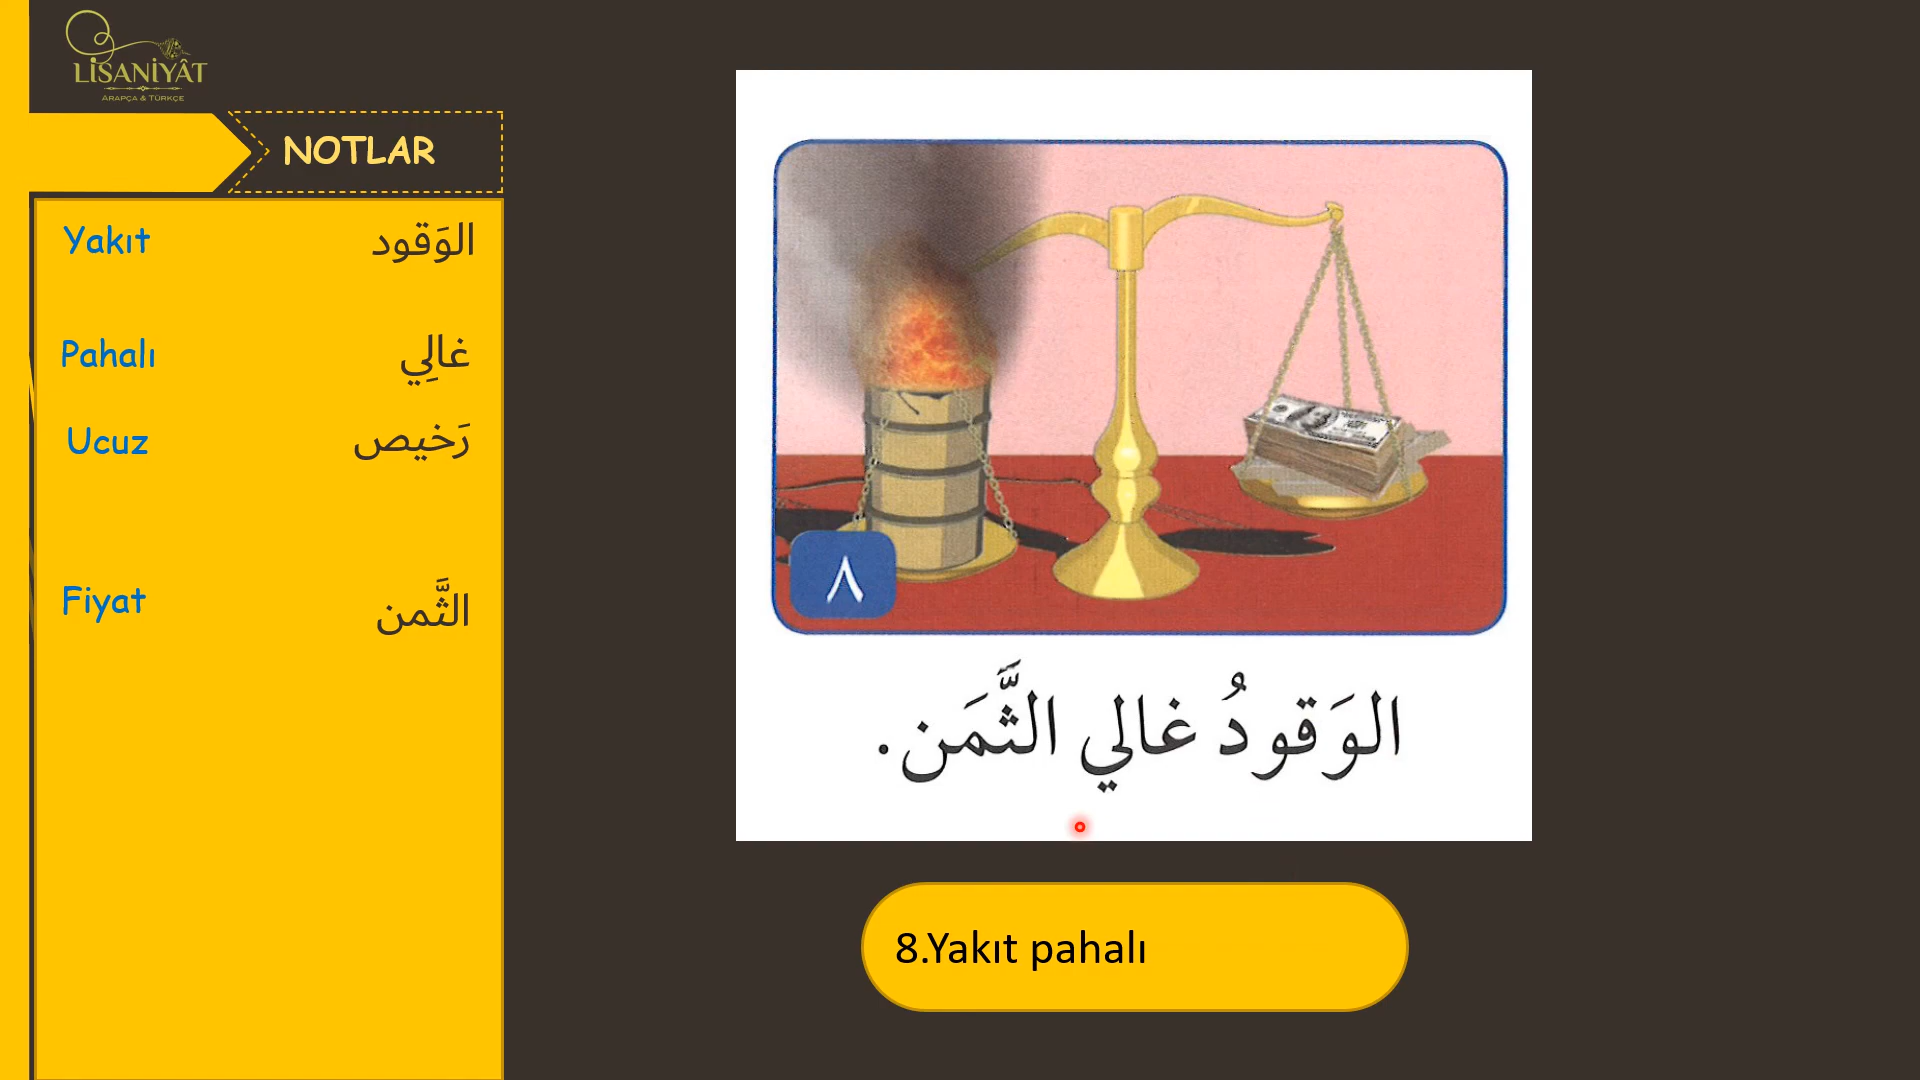 LİSANİYÂT
ARAPÇA & TÜRKÇE
NOTLAR
Yakıt الوَقود
Pahalı غالِي
Ucuz رَخيص
Fiyat الثَّمن
٨
الوَقودُ غالي الثَّمَن.
8.Yakıt pahalı